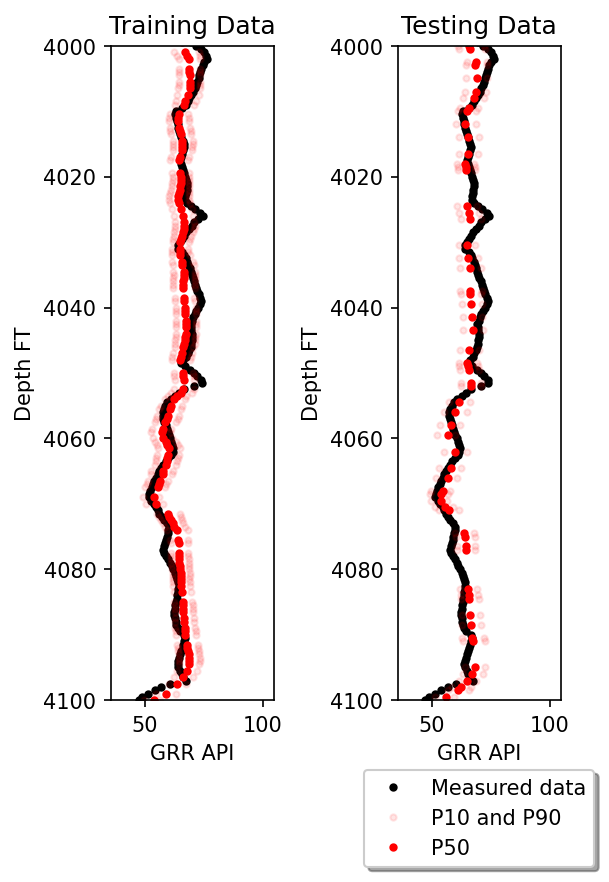 Training Data
Testing Data
Depth FT
4000
4020
4040
4060
4080
4100
50
100
GRR API
Depth FT
4000
4020
4040
4060
4080
4100
50
100
GRR API
Measured data
P10 and P90
P50